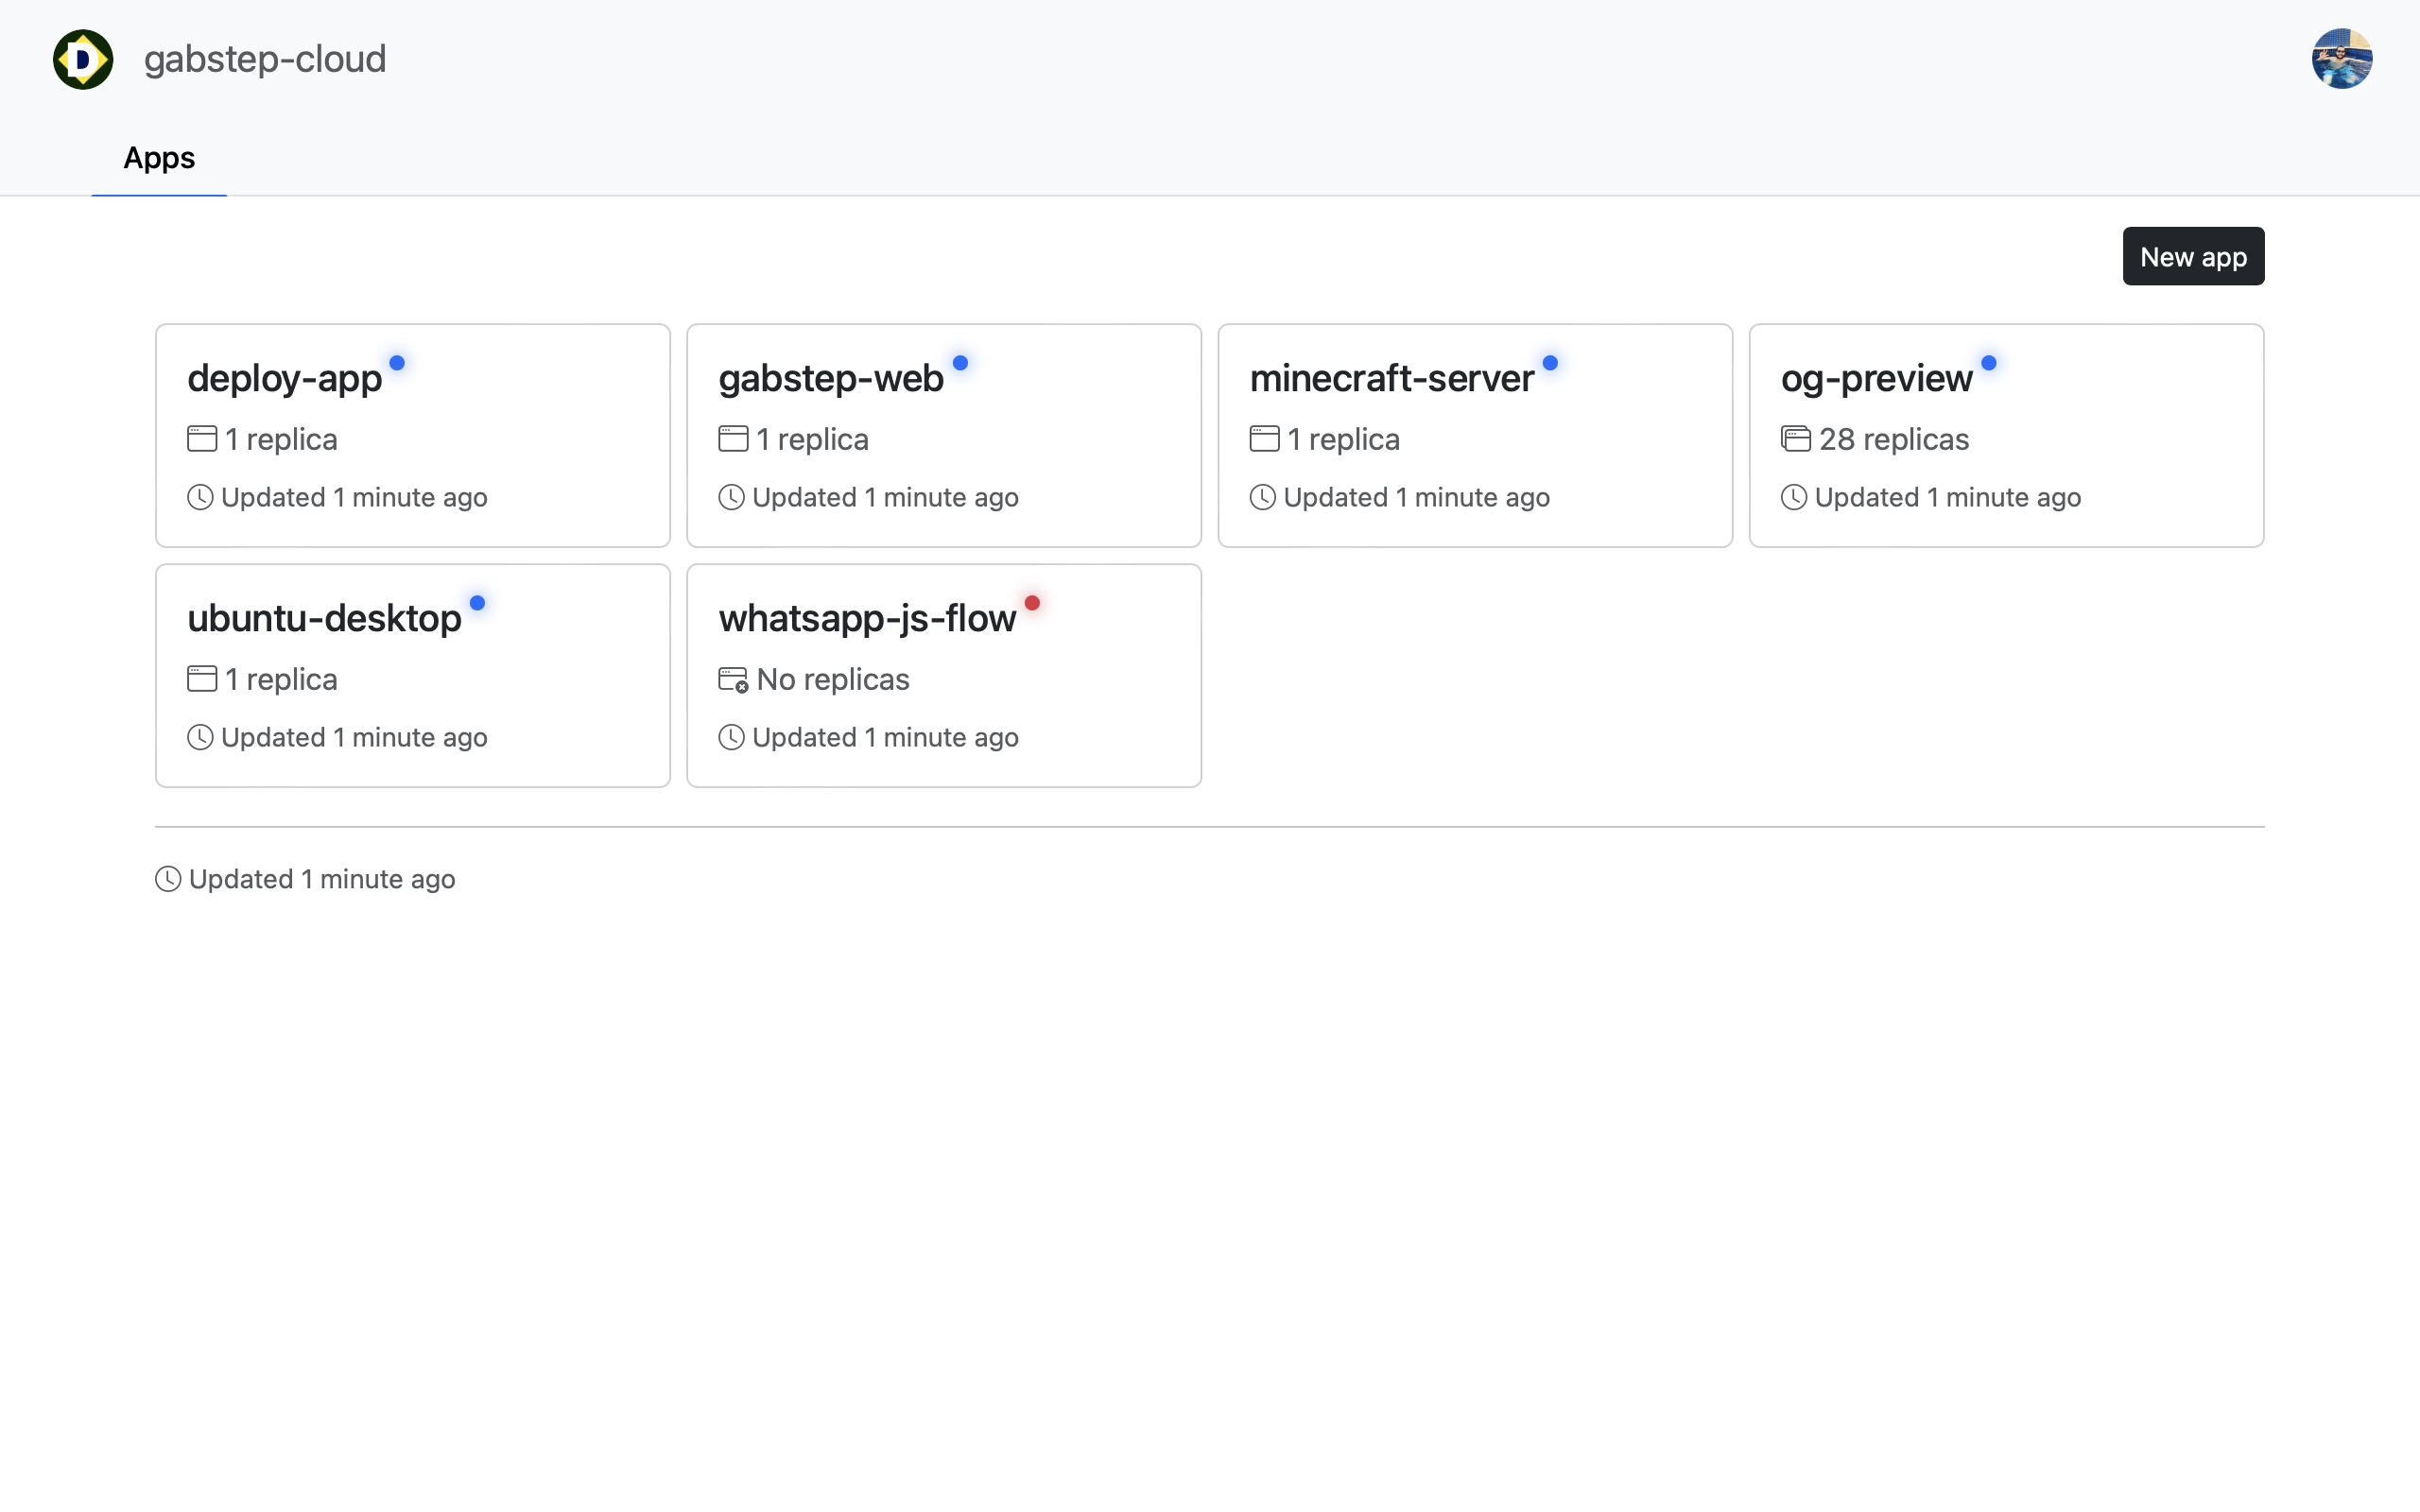 D
gabstep-cloud
Apps
New app
deploy-app
1 replica
Updated 1 minute ago
gabstep-web
1 replica
Updated 1 minute ago
minecraft-server
1 replica
Updated 1 minute ago
og-preview
28 replicas
Updated 1 minute ago
ubuntu-desktop
1 replica
Updated 1 minute ago
whatsapp-js-flow
No replicas
Updated 1 minute ago
Updated 1 minute ago